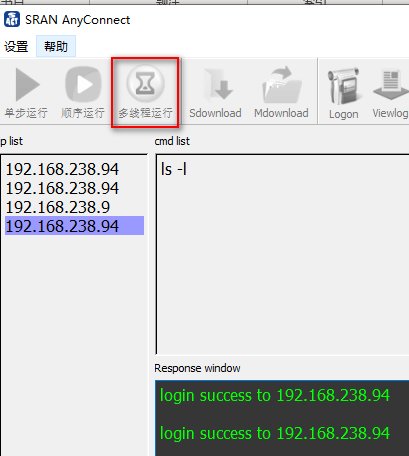 SRAN AnyConnect
设置 帮助
单步运行 顺序运行 多线程运行 Sdownload Mdownload Logon Viewlog
p list
192.168.238.94
192.168.238.94
192.168.238.9
192.168.238.94
cmd list
ls -l
Response window
login success to 192.168.238.94
login success to 192.168.238.94